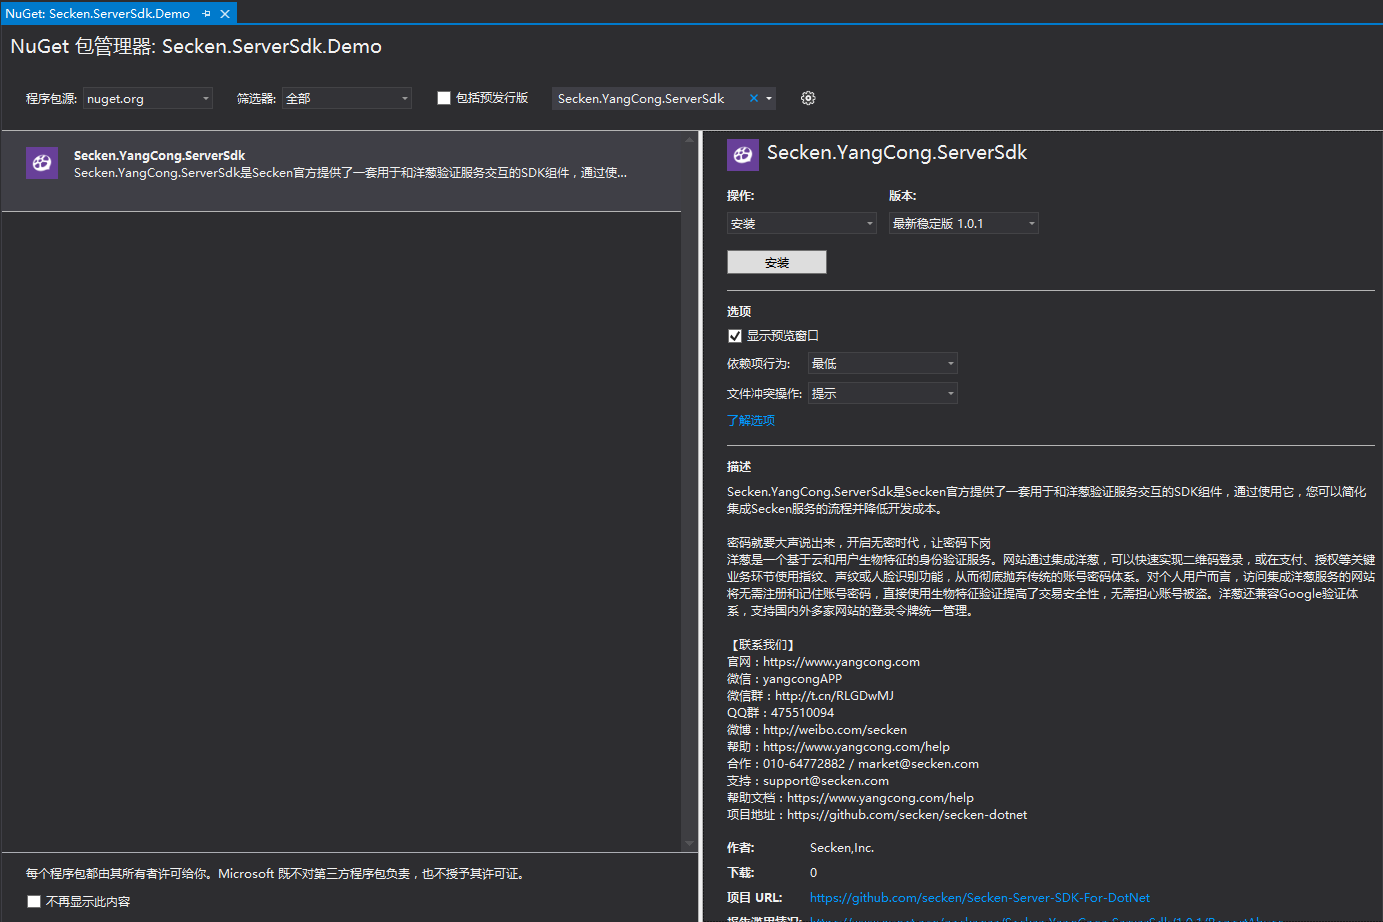 NuGet: Secken.ServerSdk.Demo
NuGet 包管理器: Secken.ServerSdk.Demo
程序包源: nuget.org 筛选器: 全部 包括预发行版 Secken.YangCong.ServerSdk
Secken.YangCong.ServerSdk
Secken.YangCong.ServerSdk是Secken官方提供了一套用于和洋葱验证服务交互的SDK组件，通过使...
每个程序包都由其所有者许可给你。Microsoft 既不对第三方程序包负责，也不授予其许可证。
不再显示此内容
Secken.YangCong.ServerSdk
操作: 版本:
安装 最新稳定版 1.0.1
安装
选项
显示预览窗口
依赖项行为: 最低
文件冲突操作: 提示
了解选项
描述
Secken.YangCong.ServerSdk是Secken官方提供了一套用于和洋葱验证服务交互的SDK组件，通过使用它，您可以简化
集成Secken服务的流程并降低开发成本。
密码就要大声说出来，开启无密时代，让密码下岗
洋葱是一个基于云和用户生物特征的身份验证服务。网站通过集成洋葱，可以快速实现二维码登录，或在支付、授权等关键
业务环节使用指纹、声纹或人脸识别功能，从而彻底抛弃传统的账号密码体系。对个人用户而言，访问集成洋葱服务的网站
将无需注册和记住账号密码，直接使用生物特征验证提高了交易安全性，无需担心账号被盗。洋葱还兼容Google验证体
系，支持国内外多家网站的登录令牌统一管理。
【联系我们】
官网：https://www.yangcong.com
微信：yangcongAPP
微信群：http://t.cn/RLGDwMJ
QQ群：475510094
微博：http://weibo.com/secken
帮助：https://www.yangcong.com/help
合作：010-64772882 / market@secken.com
支持：support@secken.com
帮助文档：https://www.yangcong.com/help
项目地址：https://github.com/secken/secken-dotnet
作者: Secken,Inc.
下载: 0
项目 URL: https://github.com/secken/Secken-Server-SDK-For-DotNet